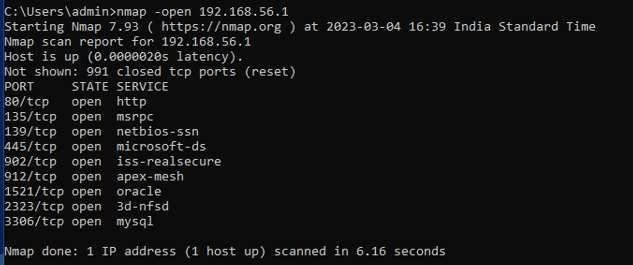 C:\Users\admin>nmap -open 192.168.56.1
Starting Nmap 7.93 ( https://nmap.org ) at 2023-03-04 16:39 India Standard Time
Nmap scan report for 192.168.56.1
Host is up (0.0000020s latency).
Not shown: 991 closed tcp ports (reset)
PORT     STATE SERVICE
80/tcp   open  http
135/tcp  open  msrpc
139/tcp  open  netbios-ssn
445/tcp  open  microsoft-ds
902/tcp  open  iss-realsecure
912/tcp  open  apex-mesh
1521/tcp open  oracle
2323/tcp open  3d-nfsd
3306/tcp open  mysql
Nmap done: 1 IP address (1 host up) scanned in 6.16 seconds